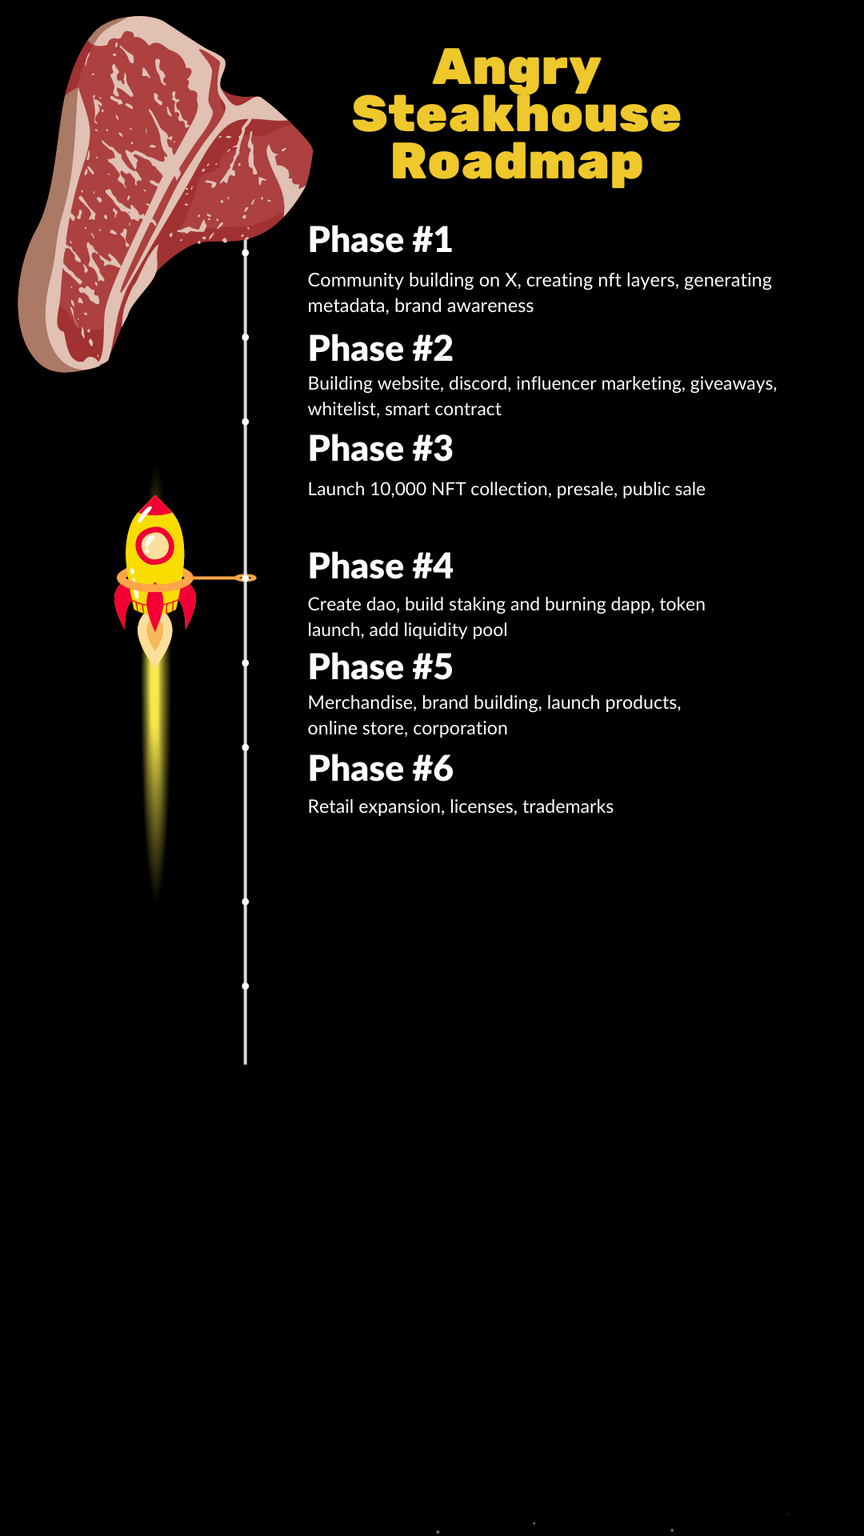 Angry
Steakhouse
Roadmap
Phase #1
Community building on X, creating nft layers, generating
metadata, brand awareness
Phase #2
Building website, discord, influencer marketing, giveaways,
whitelist, smart contract
Phase #3
Launch 10,000 NFT collection, presale, public sale
Phase #4
Create dao, build staking and burning dapp, token
launch, add liquidity pool
Phase #5
Merchandise, brand building, launch products,
online store, corporation
Phase #6
Retail expansion, licenses, trademarks